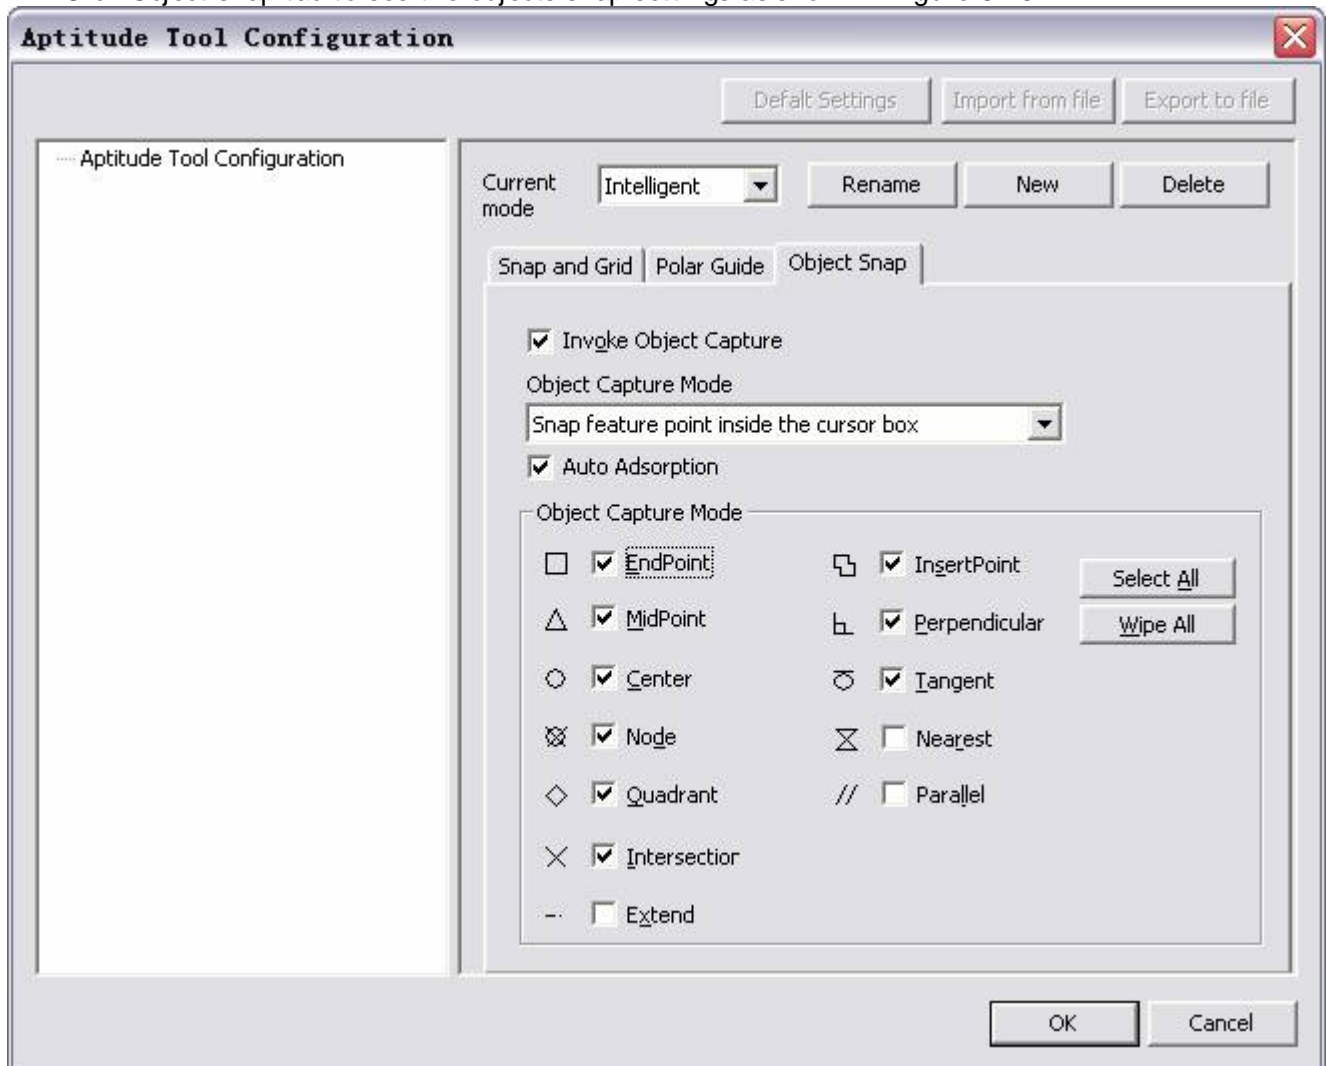 Aptitude Tool Configuration
Defalt Settings Import from file Export to file
Aptitude Tool Configuration
Current mode Intelligent Rename New Delete
Snap and Grid Polar Guide Object Snap
Invoke Object Capture
Object Capture Mode
Snap feature point inside the cursor box
Auto Adsorption
Object Capture Mode
EndPoint InsertPoint Select All
MidPoint Perpendicular Wipe All
Center Tangent
Node Nearest
Quadrant Parallel
Intersection
Extend
OK Cancel